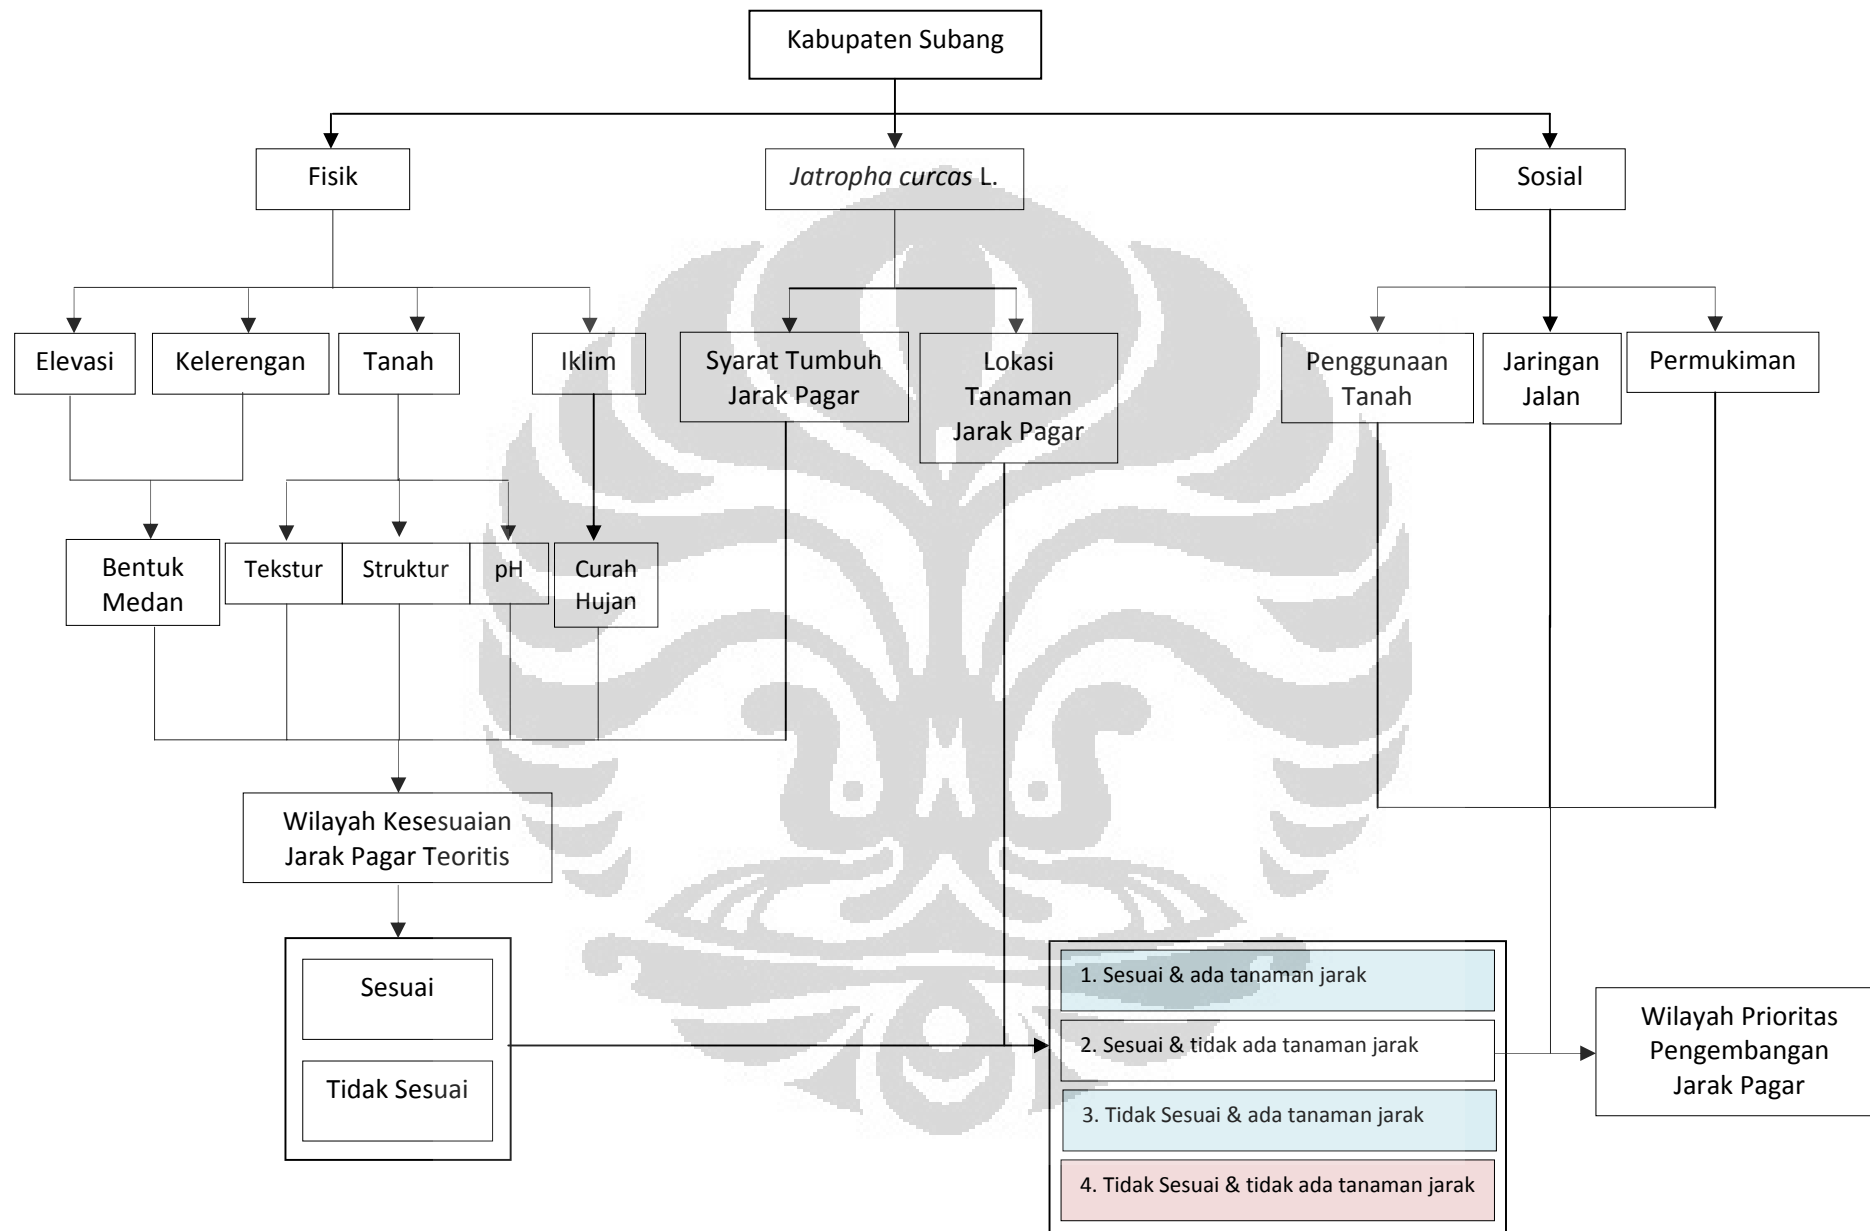 Kabupaten Subang
Fisik
Jatropha curcas L.
Sosial
Elevasi
Kelerengan
Tanah
Iklim
Syarat Tumbuh
Jarak Pagar
Lokasi
Tanaman
Jarak Pagar
Penggunaan
Tanah
Jaringan
Jalan
Permukiman
Bentuk
Medan
Tekstur
Struktur
pH
Curah
Hujan
Wilayah Kesesuaian
Jarak Pagar Teoritis
Sesuai
Tidak Sesuai
1. Sesuai & ada tanaman jarak
2. Sesuai & tidak ada tanaman jarak
3. Tidak Sesuai & ada tanaman jarak
4. Tidak Sesuai & tidak ada tanaman jarak
Wilayah Prioritas
Pengembangan
Jarak Pagar